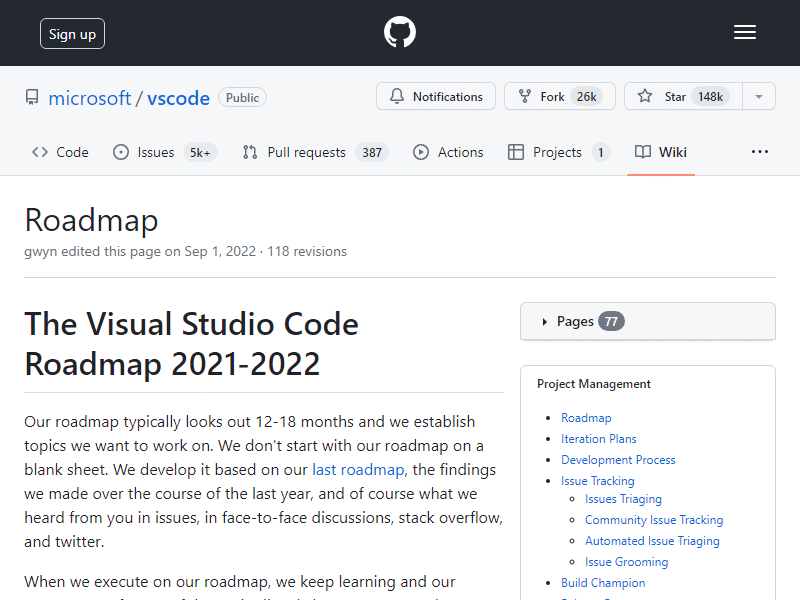 Sign up
microsoft / vscode Public
Notifications
Fork 26k
Star 148k
Code
Issues 5k+
Pull requests 387
Actions
Projects 1
Wiki
Roadmap
gwyn edited this page on Sep 1, 2022 · 118 revisions
The Visual Studio Code
Roadmap 2021-2022
Our roadmap typically looks out 12-18 months and we establish
topics we want to work on. We don't start with our roadmap on a
blank sheet. We develop it based on our last roadmap, the findings
we made over the course of the last year, and of course what we
heard from you in issues, in face-to-face discussions, stack overflow,
and twitter.
When we execute on our roadmap, we keep learning and our
Pages 77
Project Management
Roadmap
Iteration Plans
Development Process
Issue Tracking
Issues Triaging
Community Issue Tracking
Automated Issue Triaging
Issue Grooming
Build Champion